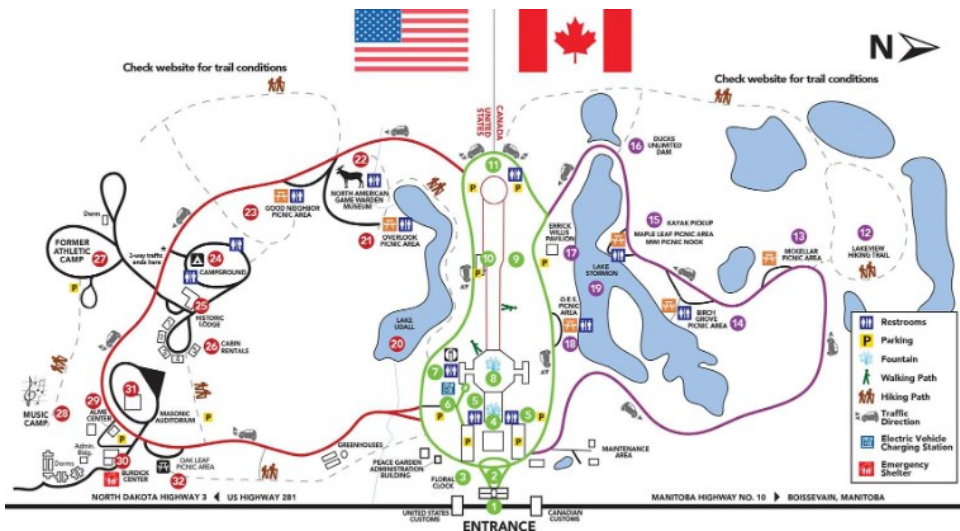 N
Check website for trail conditions
Check website for trail conditions
CANADA
UNITED STATES
11
P
P
16
DUCKS
UNLIMITED
DAM
22
NORTH AMERICAN
GAME WARDEN
MUSEUM
23
GOOD NEIGHBOR
PICNIC AREA
21
OVERLOOK
PICNIC AREA
15
KAYAK PICKUP
MAPLE LEAF PICNIC AREA
MWI PICNIC NOOK
13
MCKELLAR
PICNIC AREA
12
LAKEVIEW
HIKING TRAIL
Dorm
FORMER
ATHLETIC
CAMP
27
P
2-way traffic
ends here
24
CAMPGROUND
25
HISTORIC
LODGE
26
CABIN
RENTALS
10
9
P
ERRICK
WILLIS
PAVILION
P
17
LAKE
STORMON
19
O.E.S.
PICNIC
AREA
18
BIRCH
GROVE
PICNIC AREA
14
LAKE
UDALL
20
7
8
6
P
5
4
5
P
P
P
MUSIC
CAMP
28
29
ALME
CENTER
31
MASONIC
AUDITORIUM
P
P
Admin.
Bldg.
Dorms
30
BURDICK
CENTER
OAK LEAF
PICNIC AREA
32
GREENHOUSES
PEACE GARDEN
ADMINISTRATION
BUILDING
FLORAL
CLOCK
3
2
MAINTENANCE
AREA
Restrooms
P Parking
Fountain
Walking Path
Hiking Path
Traffic
Direction
Electric Vehicle
Charging Station
Emergency
Shelter
NORTH DAKOTA HIGHWAY 3
US HIGHWAY 281
UNITED STATES
CUSTOMS
1
CANADIAN
CUSTOMS
ENTRANCE
MANITOBA HIGHWAY NO. 10
BOISSEVAIN, MANITOBA